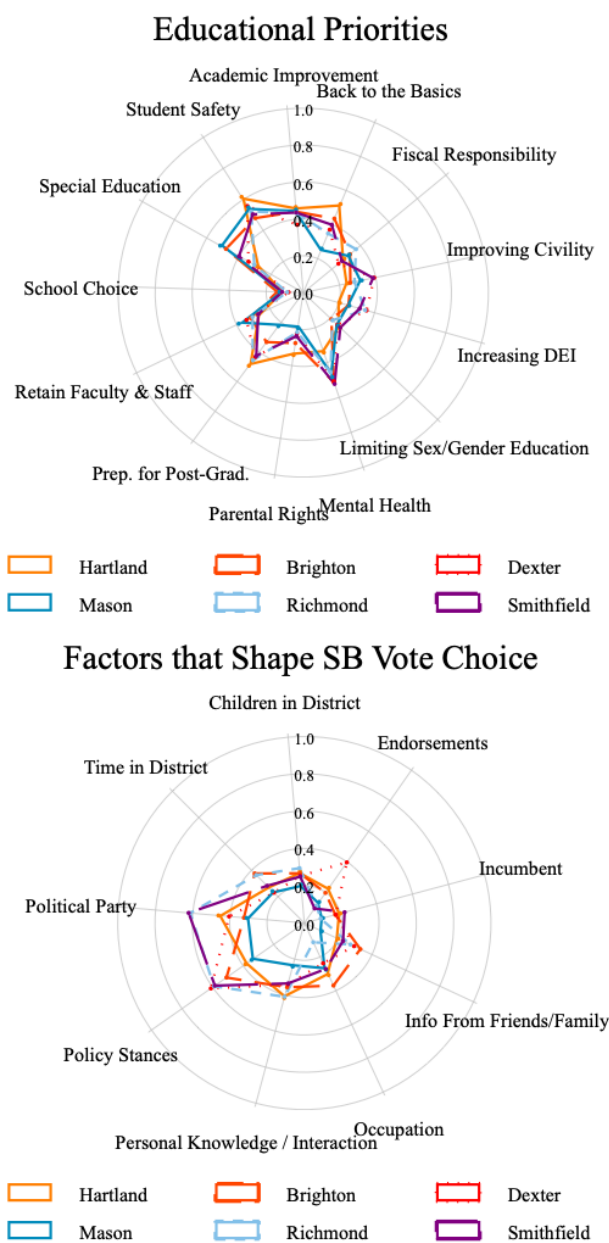 Educational Priorities
Academic Improvement
Back to the Basics
Student Safety
Fiscal Responsibility
Special Education
Improving Civility
School Choice
Increasing DEI
Retain Faculty & Staff
Limiting Sex/Gender Education
Prep. for Post-Grad.
Mental Health
Parental Rights
1.0
0.8
0.6
0.4
0.2
0.0
Hartland Brighton Dexter
Mason Richmond Smithfield
Factors that Shape SB Vote Choice
Children in District
Endorsements
Time in District
Incumbent
Political Party
Info From Friends/Family
Policy Stances
Occupation
Personal Knowledge / Interaction
1.0
0.8
0.6
0.4
0.2
0.0
Hartland Brighton Dexter
Mason Richmond Smithfield